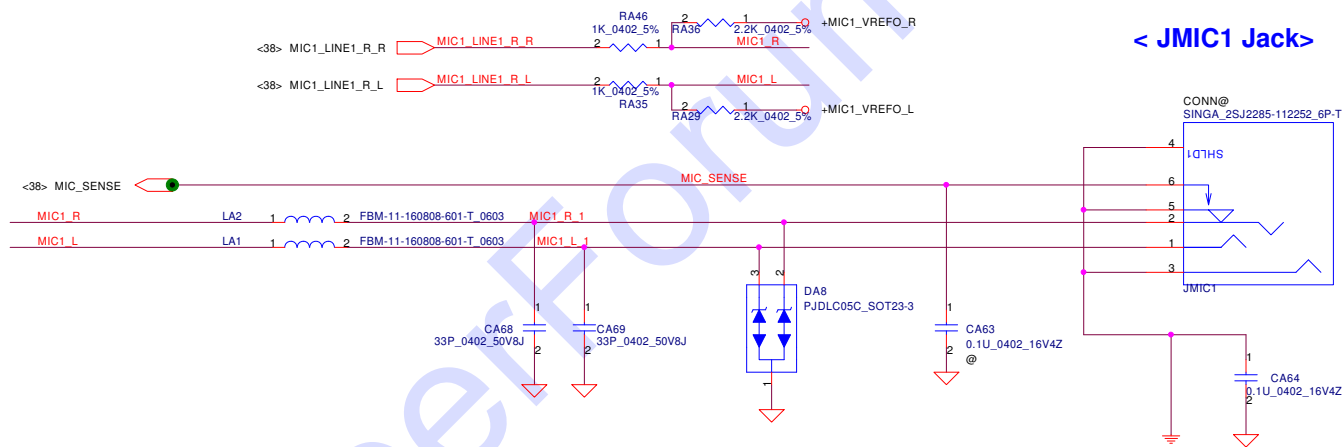 RA46
1K_0402_5%
2 1
RA36
2.2K_0402_5%
+MIC1_VREFO_R
<38> MIC1_LINE1_R_R
MIC1_LINE1_R_R
2 1
MIC1_R
< JMIC1 Jack>
<38> MIC1_LINE1_R_L
MIC1_LINE1_R_L
2 1
MIC1_L
1K_0402_5%
RA35
2 1
RA29
2.2K_0402_5%
+MIC1_VREFO_L
CONN@
SINGA_2SJ2285-112252_6P-T
4
SHLD1
<38> MIC_SENSE
MIC_SENSE
6
5
MIC1_R
LA2
1 2
FBM-11-160808-601-T_0603
MIC1_R_1
2
MIC1_L
LA1
1 2
FBM-11-160808-601-T_0603
MIC1_L_1
1
3
JMIC1
3 2
DA8
PJDLC05C_SOT23-3
1
1
CA68
33P_0402_50V8J
2
1
CA69
33P_0402_50V8J
2
1
CA63
0.1U_0402_16V4Z
2
@
1
CA64
0.1U_0402_16V4Z
2
erForum